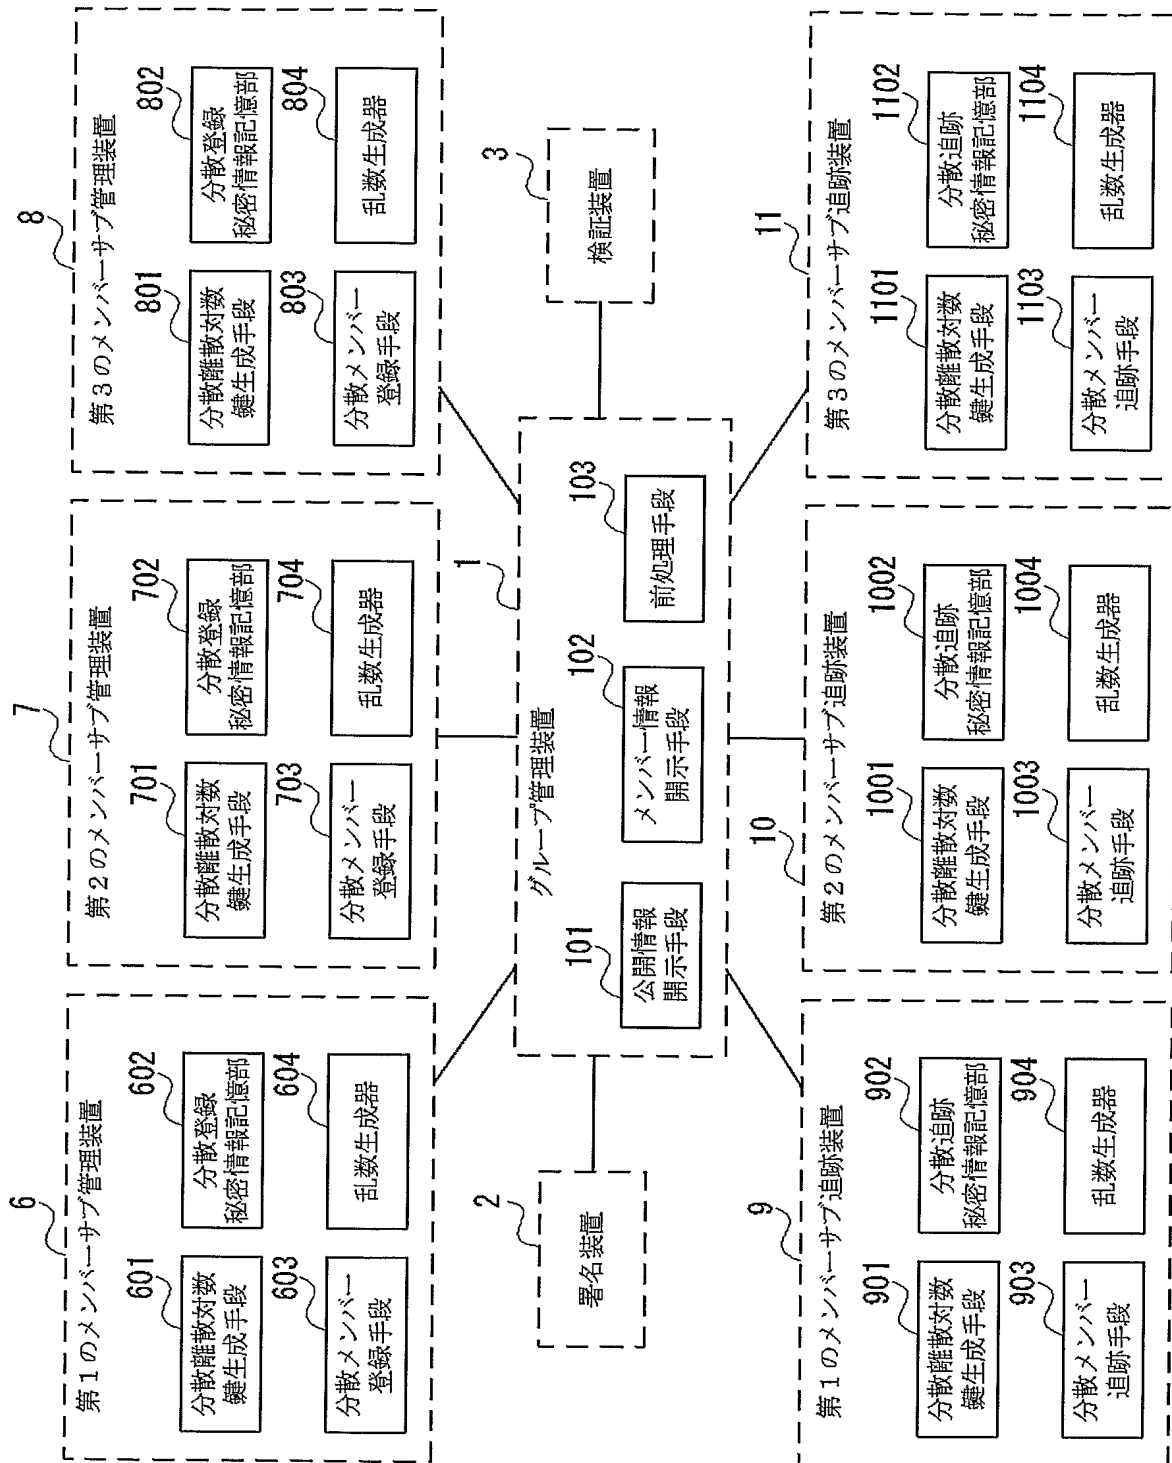 6
第1のメンバーサブ管理装置
601
分散離散対数
鍵生成手段
602
分散登録
秘密情報記憶部
603
分散メンバー
登録手段
604
乱数生成器
7
第2のメンバーサブ管理装置
701
分散離散対数
鍵生成手段
702
分散登録
秘密情報記憶部
703
分散メンバー
登録手段
704
乱数生成器
8
第3のメンバーサブ管理装置
801
分散離散対数
鍵生成手段
802
分散登録
秘密情報記憶部
803
分散メンバー
登録手段
804
乱数生成器
2
署名装置
1
グループ管理装置
101
公開情報
開示手段
102
メンバー情報
開示手段
103
前処理手段
3
検証装置
9
第1のメンバーサブ追跡装置
901
分散離散対数
鍵生成手段
902
分散追跡
秘密情報記憶部
903
分散メンバー
追跡手段
904
乱数生成器
10
第2のメンバーサブ追跡装置
1001
分散離散対数
鍵生成手段
1002
分散追跡
秘密情報記憶部
1003
分散メンバー
追跡手段
1004
乱数生成器
11
第3のメンバーサブ追跡装置
1101
分散離散対数
鍵生成手段
1102
分散追跡
秘密情報記憶部
1103
分散メンバー
追跡手段
1104
乱数生成器